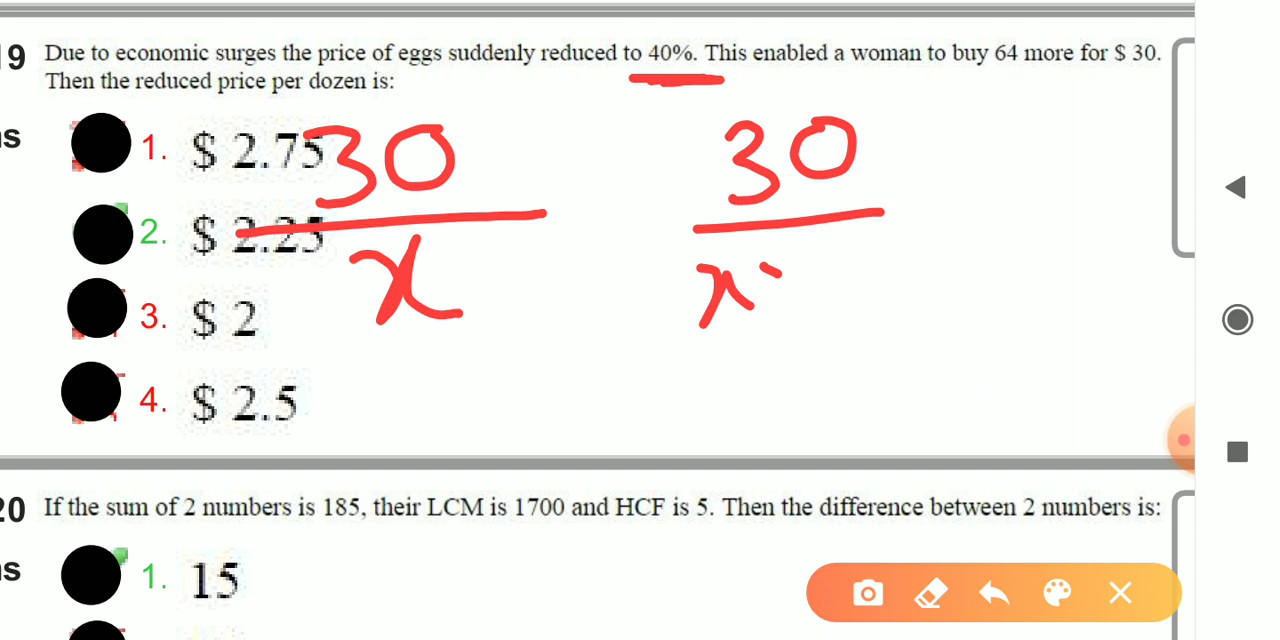 19 Due to economic surges the price of eggs suddenly reduced to 40%. This enabled a woman to buy 64 more for $ 30.
Then the reduced price per dozen is:
ns
1. $ 2.75
30
30
2. $ 2.25
x
x
3. $ 2
4. $ 2.5
20 If the sum of 2 numbers is 185, their LCM is 1700 and HCF is 5. Then the difference between 2 numbers is:
ns
1. 15